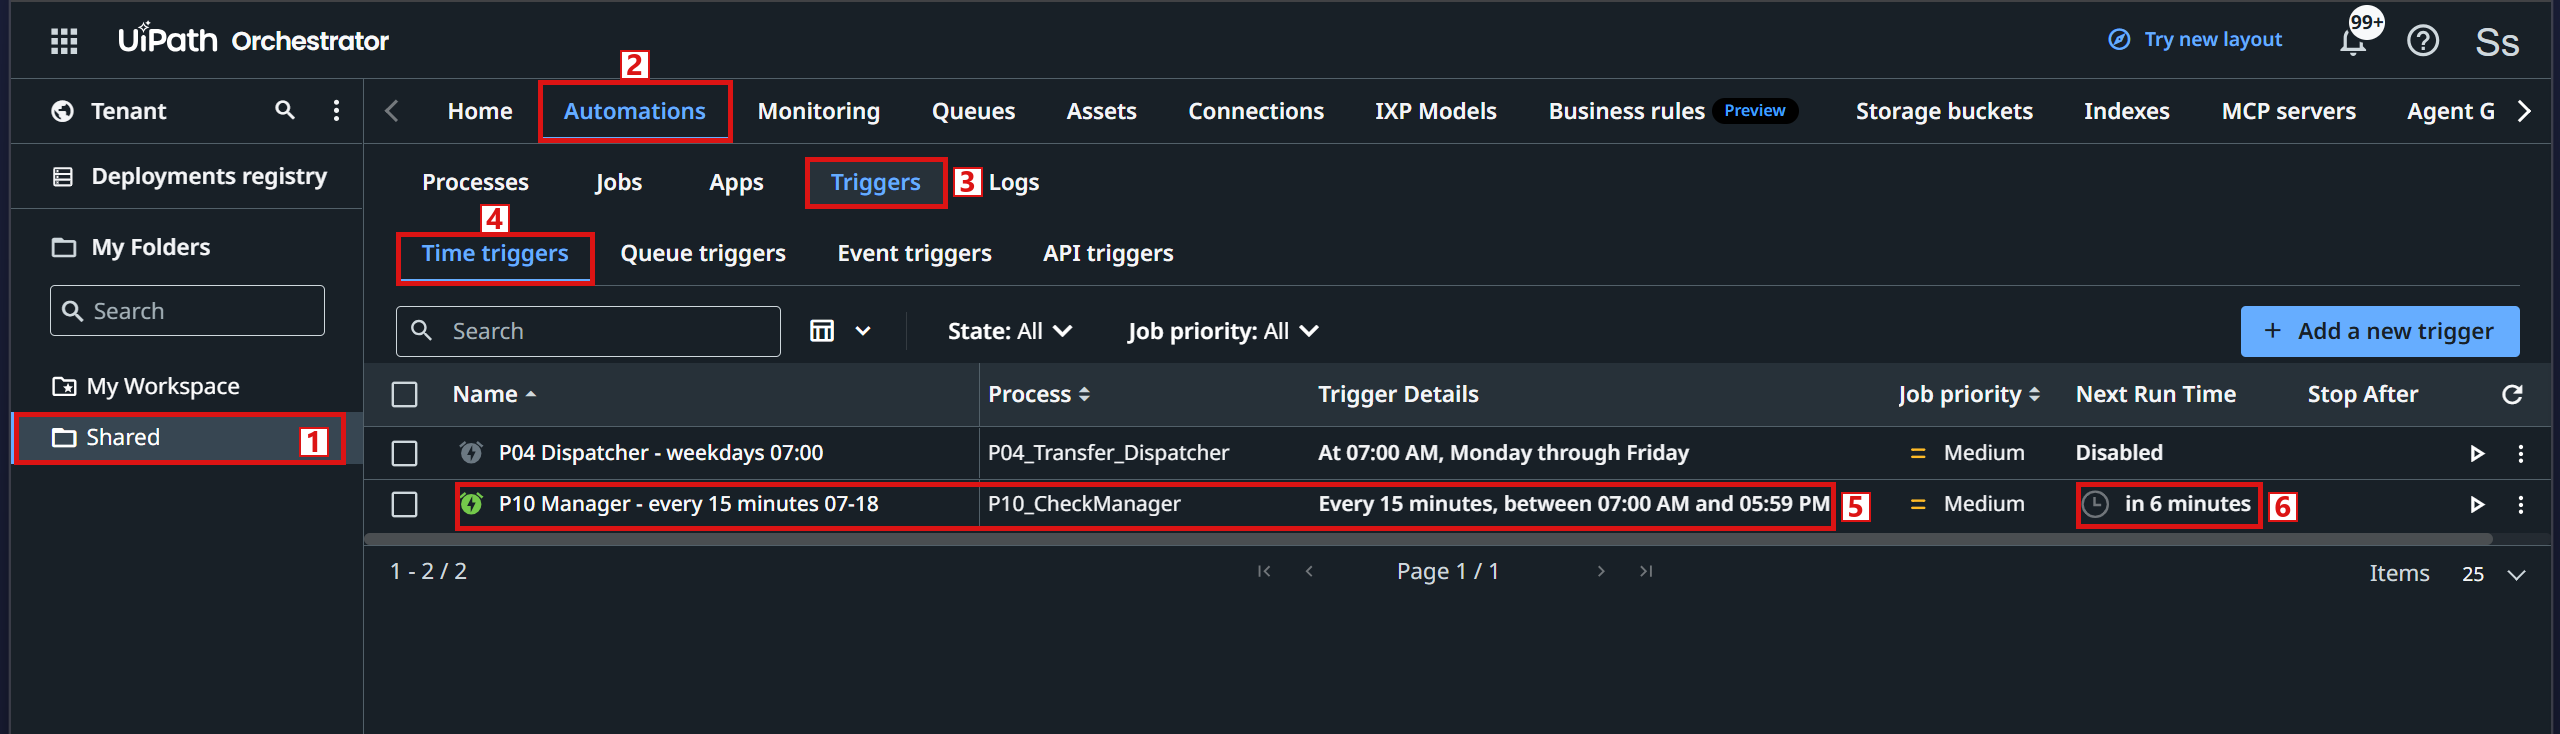 UiPath Orchestrator
Try new layout
99+
Ss
2
Tenant
Home Automations Monitoring Queues Assets Connections IXP Models Business rules Preview Storage buckets Indexes MCP servers Agent G
Deployments registry
Processes Jobs Apps Triggers 3 Logs
4
My Folders
Time triggers Queue triggers Event triggers API triggers
Search
Search
State: All
Job priority: All
+ Add a new trigger
My Workspace
Shared 1
Name Process Trigger Details Job priority Next Run Time Stop After
P04 Dispatcher - weekdays 07:00 P04_Transfer_Dispatcher At 07:00 AM, Monday through Friday Medium Disabled
P10 Manager - every 15 minutes 07-18 P10_CheckManager Every 15 minutes, between 07:00 AM and 05:59 PM 5 Medium in 6 minutes 6
1 - 2 / 2
Page 1 / 1
Items 25